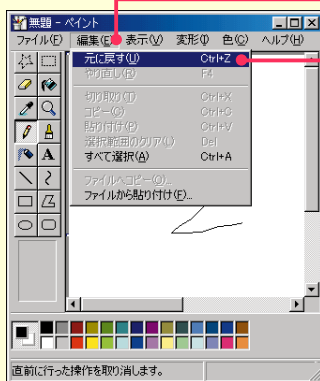 無題 - ペイント
ファイル(F) 編集(E) 表示(V) 変形(I) 色(C) ヘルプ(H)
元に戻す(U) Ctrl+Z
やり直し(R) F4
切り取り(T) Ctrl+X
コピー(C) Ctrl+C
貼り付け(P) Ctrl+V
選択範囲のクリア(L) Del
すべて選択(A) Ctrl+A
ファイルへコピー(O)...
ファイルから貼り付け(F)...
A
直前に行った操作を取り消します。